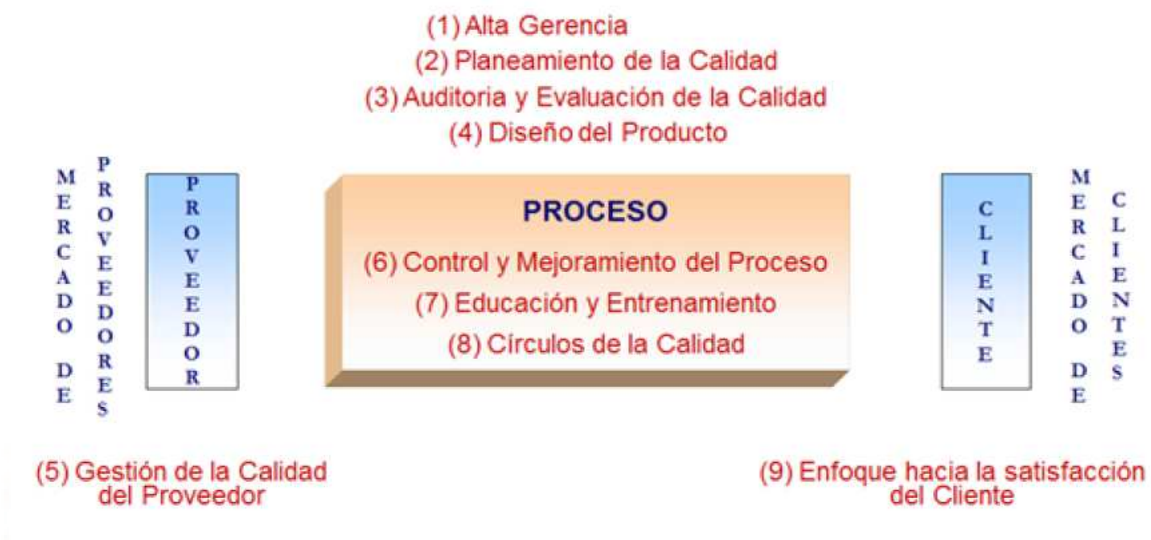 (1) Alta Gerencia
(2) Planeamiento de la Calidad
(3) Auditoria y Evaluación de la Calidad
(4) Diseño del Producto
MERCADO DE
PROVEEDORES
PROVEEDOR
PROCESO
(6) Control y Mejoramiento del Proceso
(7) Educación y Entrenamiento
(8) Círculos de la Calidad
CLIENTE
MERCADO DE
CLIENTES
(5) Gestión de la Calidad
del Proveedor
(9) Enfoque hacia la satisfacción
del Cliente